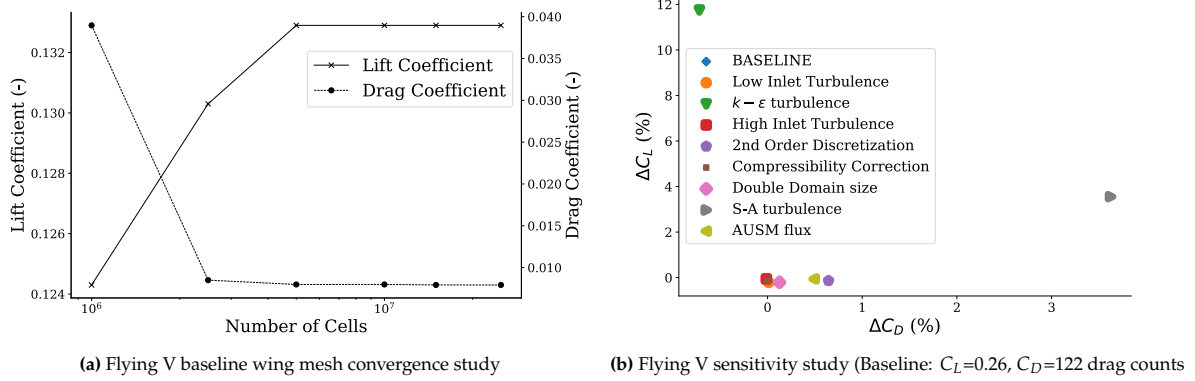 0.132
0.130
0.128
0.126
0.124
Lift Coefficient (-)
Lift Coefficient
Drag Coefficient
0.040
0.035
0.030
0.025
0.020
0.015
0.010
Drag Coefficient (-)
10⁶
10⁷
Number of Cells
(a) Flying V baseline wing mesh convergence study
12
10
8
6
4
2
0
ΔC_L (%)
BASELINE
Low Inlet Turbulence
k − ε turbulence
High Inlet Turbulence
2nd Order Discretization
Compressibility Correction
Double Domain size
S-A turbulence
AUSM flux
0
1
2
3
ΔC_D (%)
(b) Flying V sensitivity study (Baseline: C_L=0.26, C_D=122 drag counts